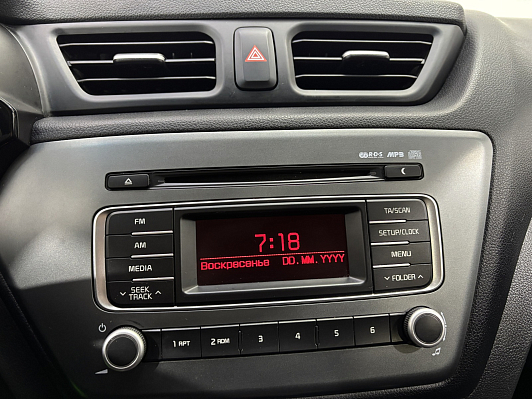 RDS MP3
FM
AM
MEDIA
SEEK
TRACK
7:18
Воскресанье DD.MM.YYYY
TA/SCAN
SETUP/CLOCK
MENU
FOLDER
1 RPT 2 RDM 3 4 5 6